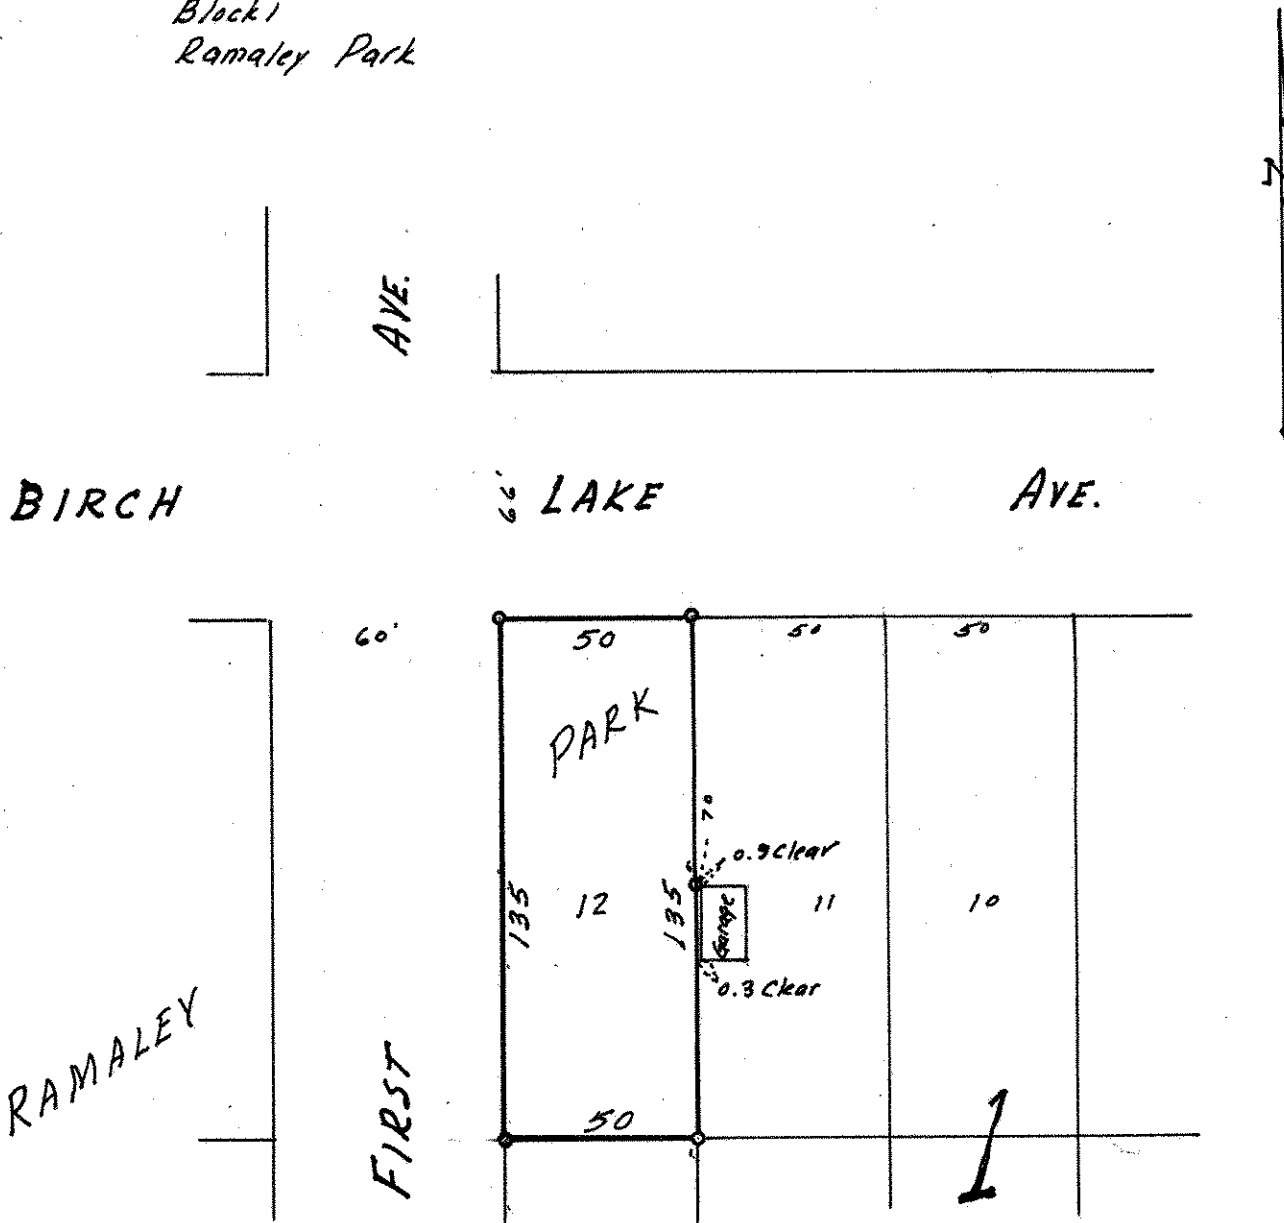 Block 1
Ramaley Park
N
AVE.
BIRCH LAKE AVE.
66'
60'
50
50
50
PARK
70
0.9 Clear
135
12
135
Garage
11
10
0.3 Clear
RAMALEY
FIRST
50
1